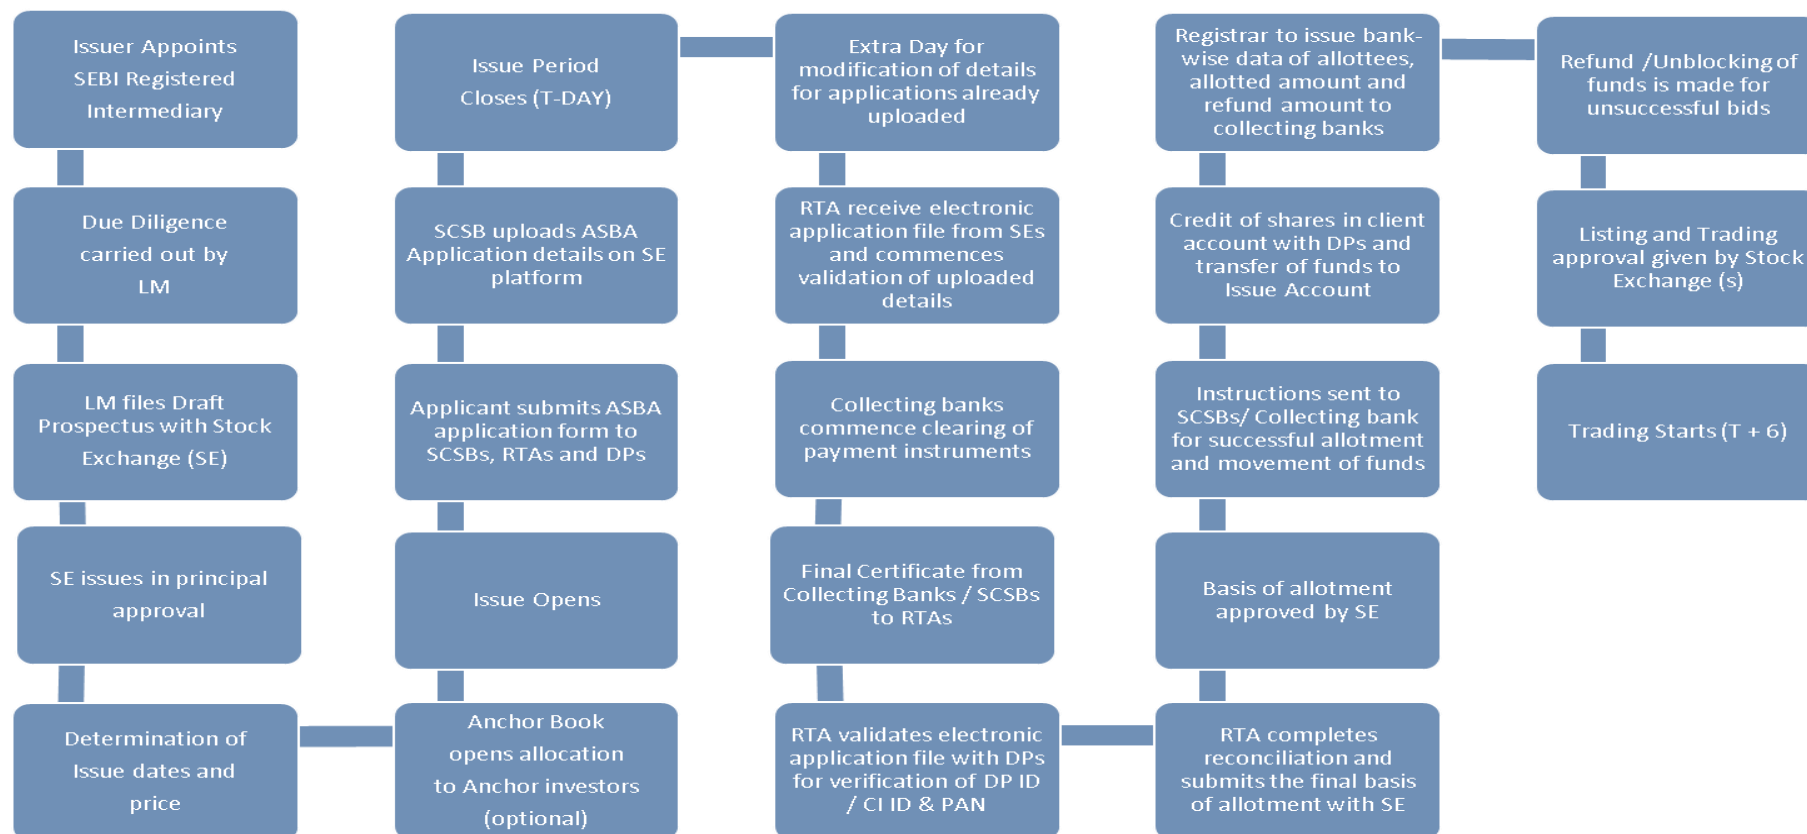 Issuer Appoints
SEBI Registered
Intermediary
Due Diligence
carried out by
LM
LM files Draft
Prospectus with Stock
Exchange (SE)
SE issues in principal
approval
Determination of
Issue dates and
price
Anchor Book
opens allocation
to Anchor investors
(optional)
Issue Opens
Applicant submits ASBA
application form to
SCSBs, RTAs and DPs
SCSB uploads ASBA
Application details on SE
platform
Issue Period
Closes (T-DAY)
Extra Day for
modification of details
for applications already
uploaded
RTA receive electronic
application file from SEs
and commences
validation of uploaded
details
Collecting banks
commence clearing of
payment instruments
Final Certificate from
Collecting Banks / SCSBs
to RTAs
RTA validates electronic
application file with DPs
for verification of DP ID
/ CI ID & PAN
RTA completes
reconciliation and
submits the final basis
of allotment with SE
Basis of allotment
approved by SE
Instructions sent to
SCSBs/ Collecting bank
for successful allotment
and movement of funds
Credit of shares in client
account with DPs and
transfer of funds to
Issue Account
Registrar to issue bank-
wise data of allottees,
allotted amount and
refund amount to
collecting banks
Refund /Unblocking of
funds is made for
unsuccessful bids
Listing and Trading
approval given by Stock
Exchange (s)
Trading Starts (T + 6)